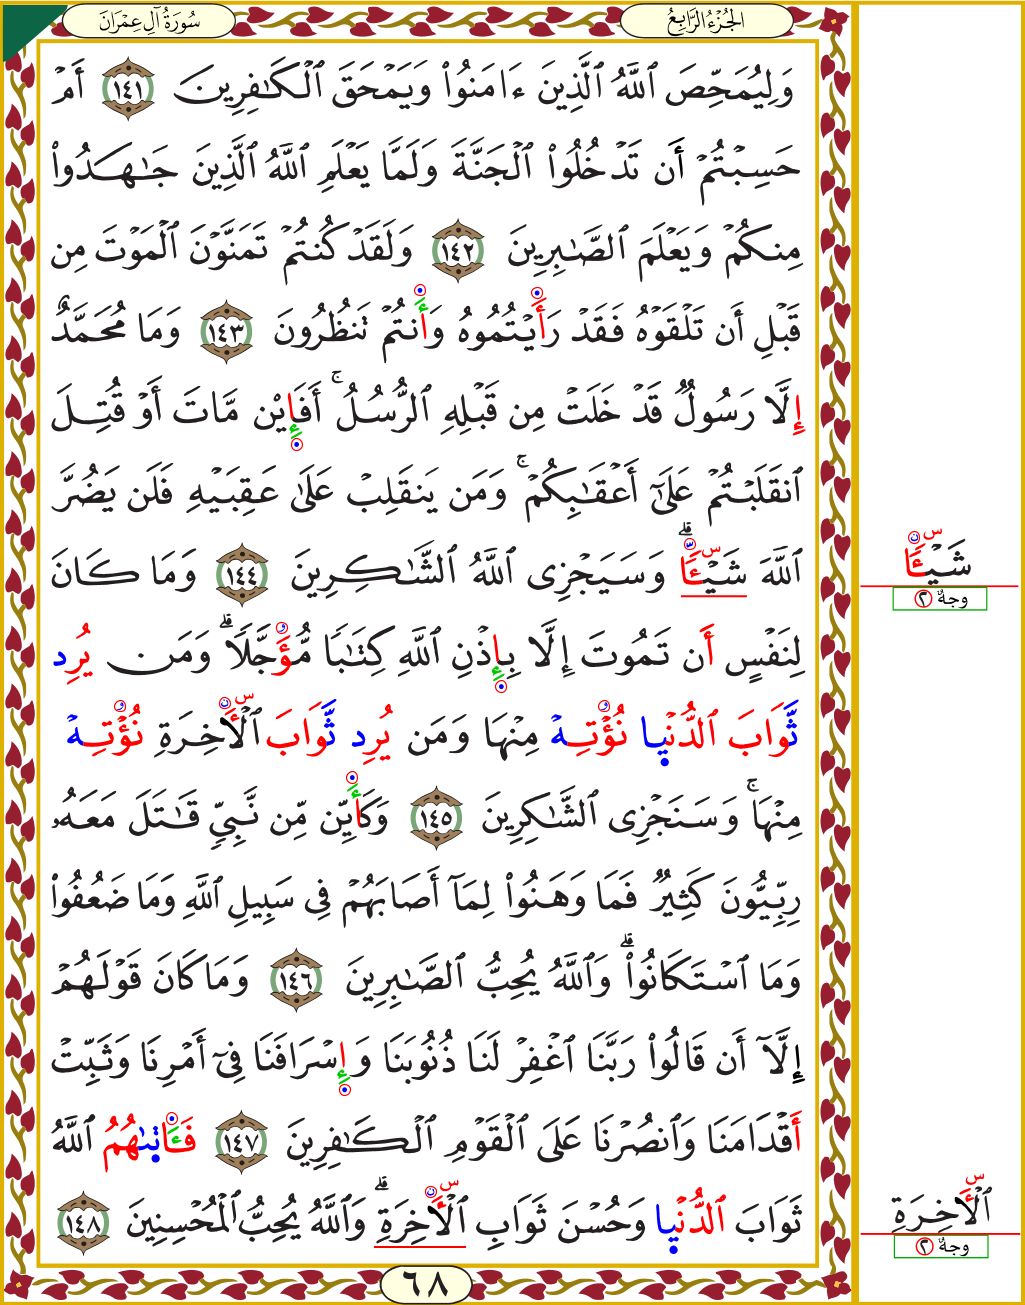 سُورَةُ آلِ عِمْرَانَ
الجُزْءُ الرَّابِعُ
وَلِيُمَحِّصَ ٱللَّهُ ٱلَّذِينَ ءَامَنُوا۟ وَيَمْحَقَ ٱلْكَـٰفِرِينَ ١٤١ أَمْ
حَسِبْتُمْ أَن تَدْخُلُوا۟ ٱلْجَنَّةَ وَلَمَّا يَعْلَمِ ٱللَّهُ ٱلَّذِينَ جَـٰهَدُوا۟
مِنكُمْ وَيَعْلَمَ ٱلصَّـٰبِرِينَ ١٤٢ وَلَقَدْ كُنتُمْ تَمَنَّوْنَ ٱلْمَوْتَ مِن
قَبْلِ أَن تَلْقَوْهُ فَقَدْ رَأَيْتُمُوهُ وَأَنتُمْ تَنظُرُونَ ١٤٣ وَمَا مُحَمَّدٌ
إِلَّا رَسُولٌ قَدْ خَلَتْ مِن قَبْلِهِ ٱلرُّسُلُ ۚ أَفَإِي۟ن مَّاتَ أَوْ قُتِلَ
ٱنقَلَبْتُمْ عَلَىٰٓ أَعْقَـٰبِكُمْ ۚ وَمَن يَنقَلِبْ عَلَىٰ عَقِبَيْهِ فَلَن يَضُرَّ
ٱللَّهَ شَيْـًٔا ۗ وَسَيَجْزِى ٱللَّهُ ٱلشَّـٰكِرِينَ ١٤٤ وَمَا كَانَ
لِنَفْسٍ أَن تَمُوتَ إِلَّا بِإِذْنِ ٱللَّهِ كِتَـٰبًا مُّؤَجَّلًا ۗ وَمَن يُرِد
ثَّوَابَ ٱلدُّنْيَا نُؤْتِهْ مِنْهَا وَمَن يُرِد ثَّوَابَ ٱلْأَخِرَةِ نُؤْتِهْ
مِنْهَا ۚ وَسَنَجْزِى ٱلشَّـٰكِرِينَ ١٤٥ وَكَأَيِّن مِّن نَّبِىٍّ قَـٰتَلَ مَعَهُۥ
رِبِّيُّونَ كَثِيرٌ فَمَا وَهَنُوا۟ لِمَآ أَصَابَهُمْ فِى سَبِيلِ ٱللَّهِ وَمَا ضَعُفُوا۟
وَمَا ٱسْتَكَانُوا۟ ۗ وَٱللَّهُ يُحِبُّ ٱلصَّـٰبِرِينَ ١٤٦ وَمَا كَانَ قَوْلَهُمْ
إِلَّآ أَن قَالُوا۟ رَبَّنَا ٱغْفِرْ لَنَا ذُنُوبَنَا وَإِسْرَافَنَا فِىٓ أَمْرِنَا وَثَبِّتْ
أَقْدَامَنَا وَٱنصُرْنَا عَلَى ٱلْقَوْمِ ٱلْكَـٰفِرِينَ ١٤٧ فَـَٔاتَىٰهُمُ ٱللَّهُ
ثَوَابَ ٱلدُّنْيَا وَحُسْنَ ثَوَابِ ٱلْأَخِرَةِ ۗ وَٱللَّهُ يُحِبُّ ٱلْمُحْسِنِينَ ١٤٨
س
شَيْـًٔا
وجهٌ ٢
س
ٱلْأَخِرَةِ
وجهٌ ٢
٦٨